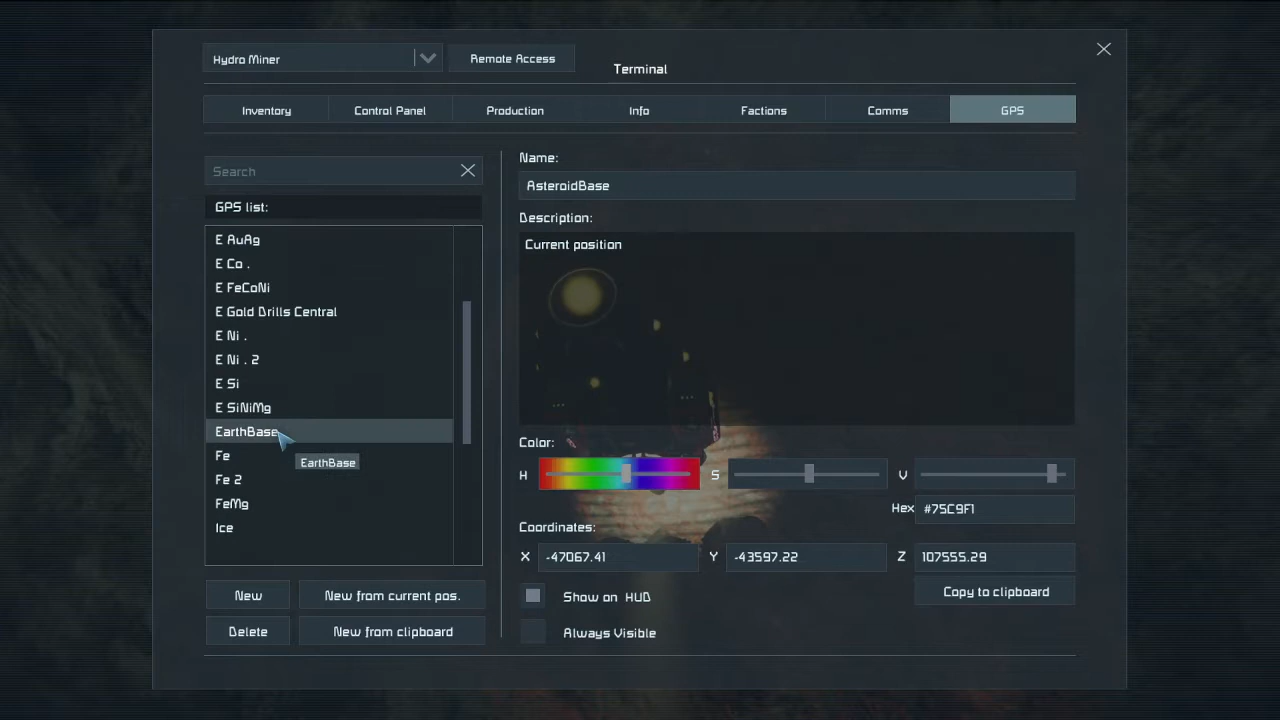 Hydro Miner
Remote Access
Terminal
Inventory
Control Panel
Production
Info
Factions
Comms
GPS
Search
GPS list:
E AuAg
E Co .
E FeCoNi
E Gold Drills Central
E Ni .
E Ni . 2
E Si
E SiNiMg
EarthBase
EarthBase
Fe
Fe 2
FeMg
Ice
New
New from current pos.
Delete
New from clipboard
Name:
AsteroidBase
Description:
Current position
Color:
H
S
V
Hex
#75C9F1
Coordinates:
X
-47067.41
Y
-43597.22
Z
107555.29
Copy to clipboard
Show on HUD
Always Visible